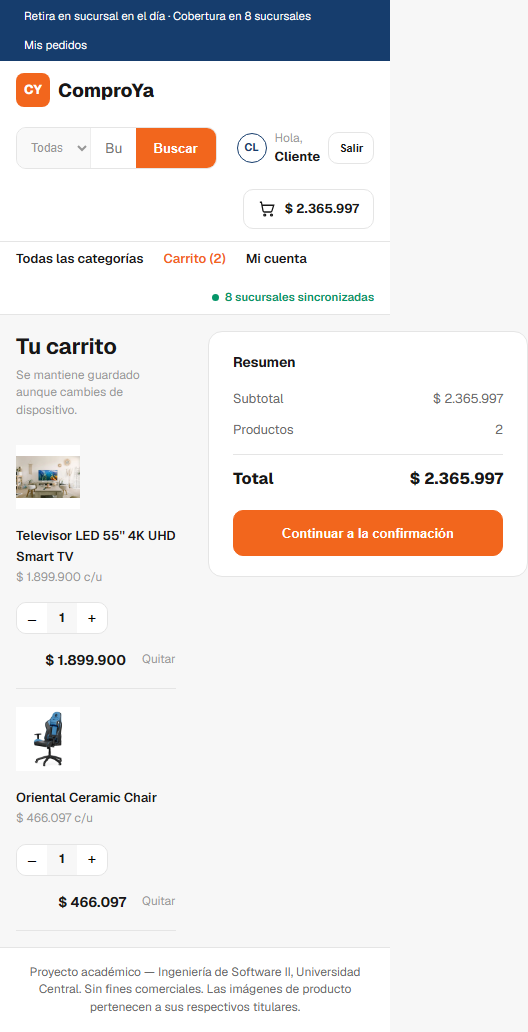 Retira en sucursal en el día · Cobertura en 8 sucursales
Mis pedidos
CY ComproYa
Todas
Bu
Buscar
CL
Hola,
Cliente
Salir
$ 2.365.997
Todas las categorías
Carrito (2)
Mi cuenta
8 sucursales sincronizadas
Tu carrito
Se mantiene guardado
aunque cambies de
dispositivo.
Televisor LED 55" 4K UHD
Smart TV
$ 1.899.900 c/u
– 1 +
$ 1.899.900 Quitar
Oriental Ceramic Chair
$ 466.097 c/u
– 1 +
$ 466.097 Quitar
Resumen
Subtotal $ 2.365.997
Productos 2
Total $ 2.365.997
Continuar a la confirmación
Proyecto académico — Ingeniería de Software II, Universidad
Central. Sin fines comerciales. Las imágenes de producto
pertenecen a sus respectivos titulares.